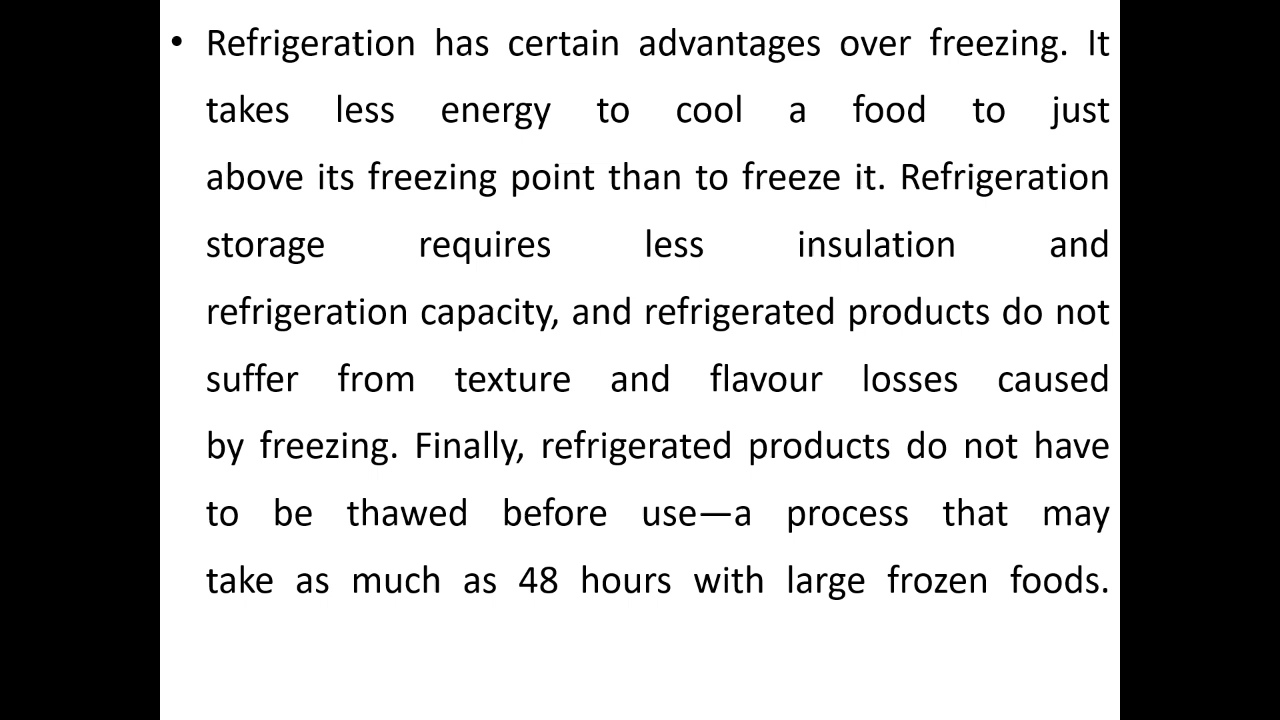 • Refrigeration has certain advantages over freezing. It
takes less energy to cool a food to just
above its freezing point than to freeze it. Refrigeration
storage requires less insulation and
refrigeration capacity, and refrigerated products do not
suffer from texture and flavour losses caused
by freezing. Finally, refrigerated products do not have
to be thawed before use—a process that may
take as much as 48 hours with large frozen foods.